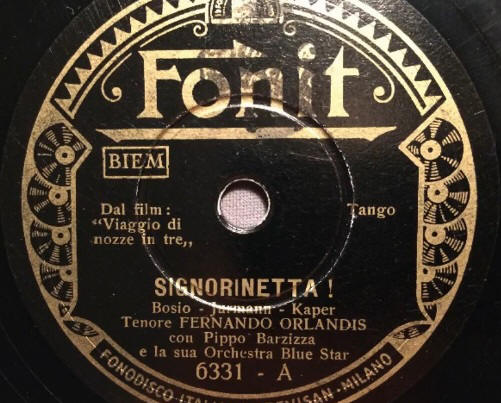 Fonit
BIEM
Dal film:
“Viaggio di
nozze in tre„
Tango
SIGNORINETTA!
Bosio - Jurmann - Kaper
Tenore FERNANDO ORLANDIS
con Pippo Barzizza
e la sua Orchestra Blue Star
6331 - A
FONODISCO MILANO